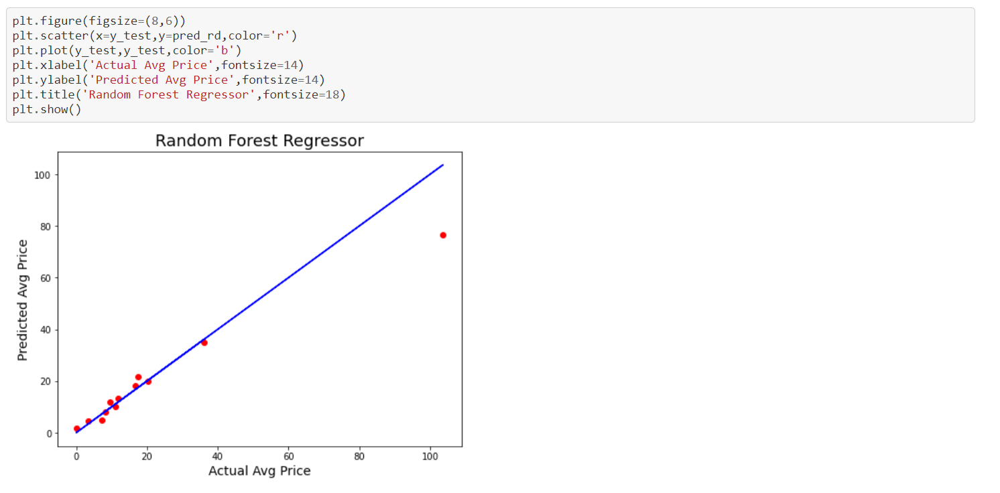 plt.figure(figsize=(8,6))
plt.scatter(x=y_test,y=pred_rd,color='r')
plt.plot(y_test,y_test,color='b')
plt.xlabel('Actual Avg Price',fontsize=14)
plt.ylabel('Predicted Avg Price',fontsize=14)
plt.title('Random Forest Regressor',fontsize=18)
plt.show()
Random Forest Regressor
Predicted Avg Price
100
80
60
40
20
0
0 20 40 60 80 100
Actual Avg Price